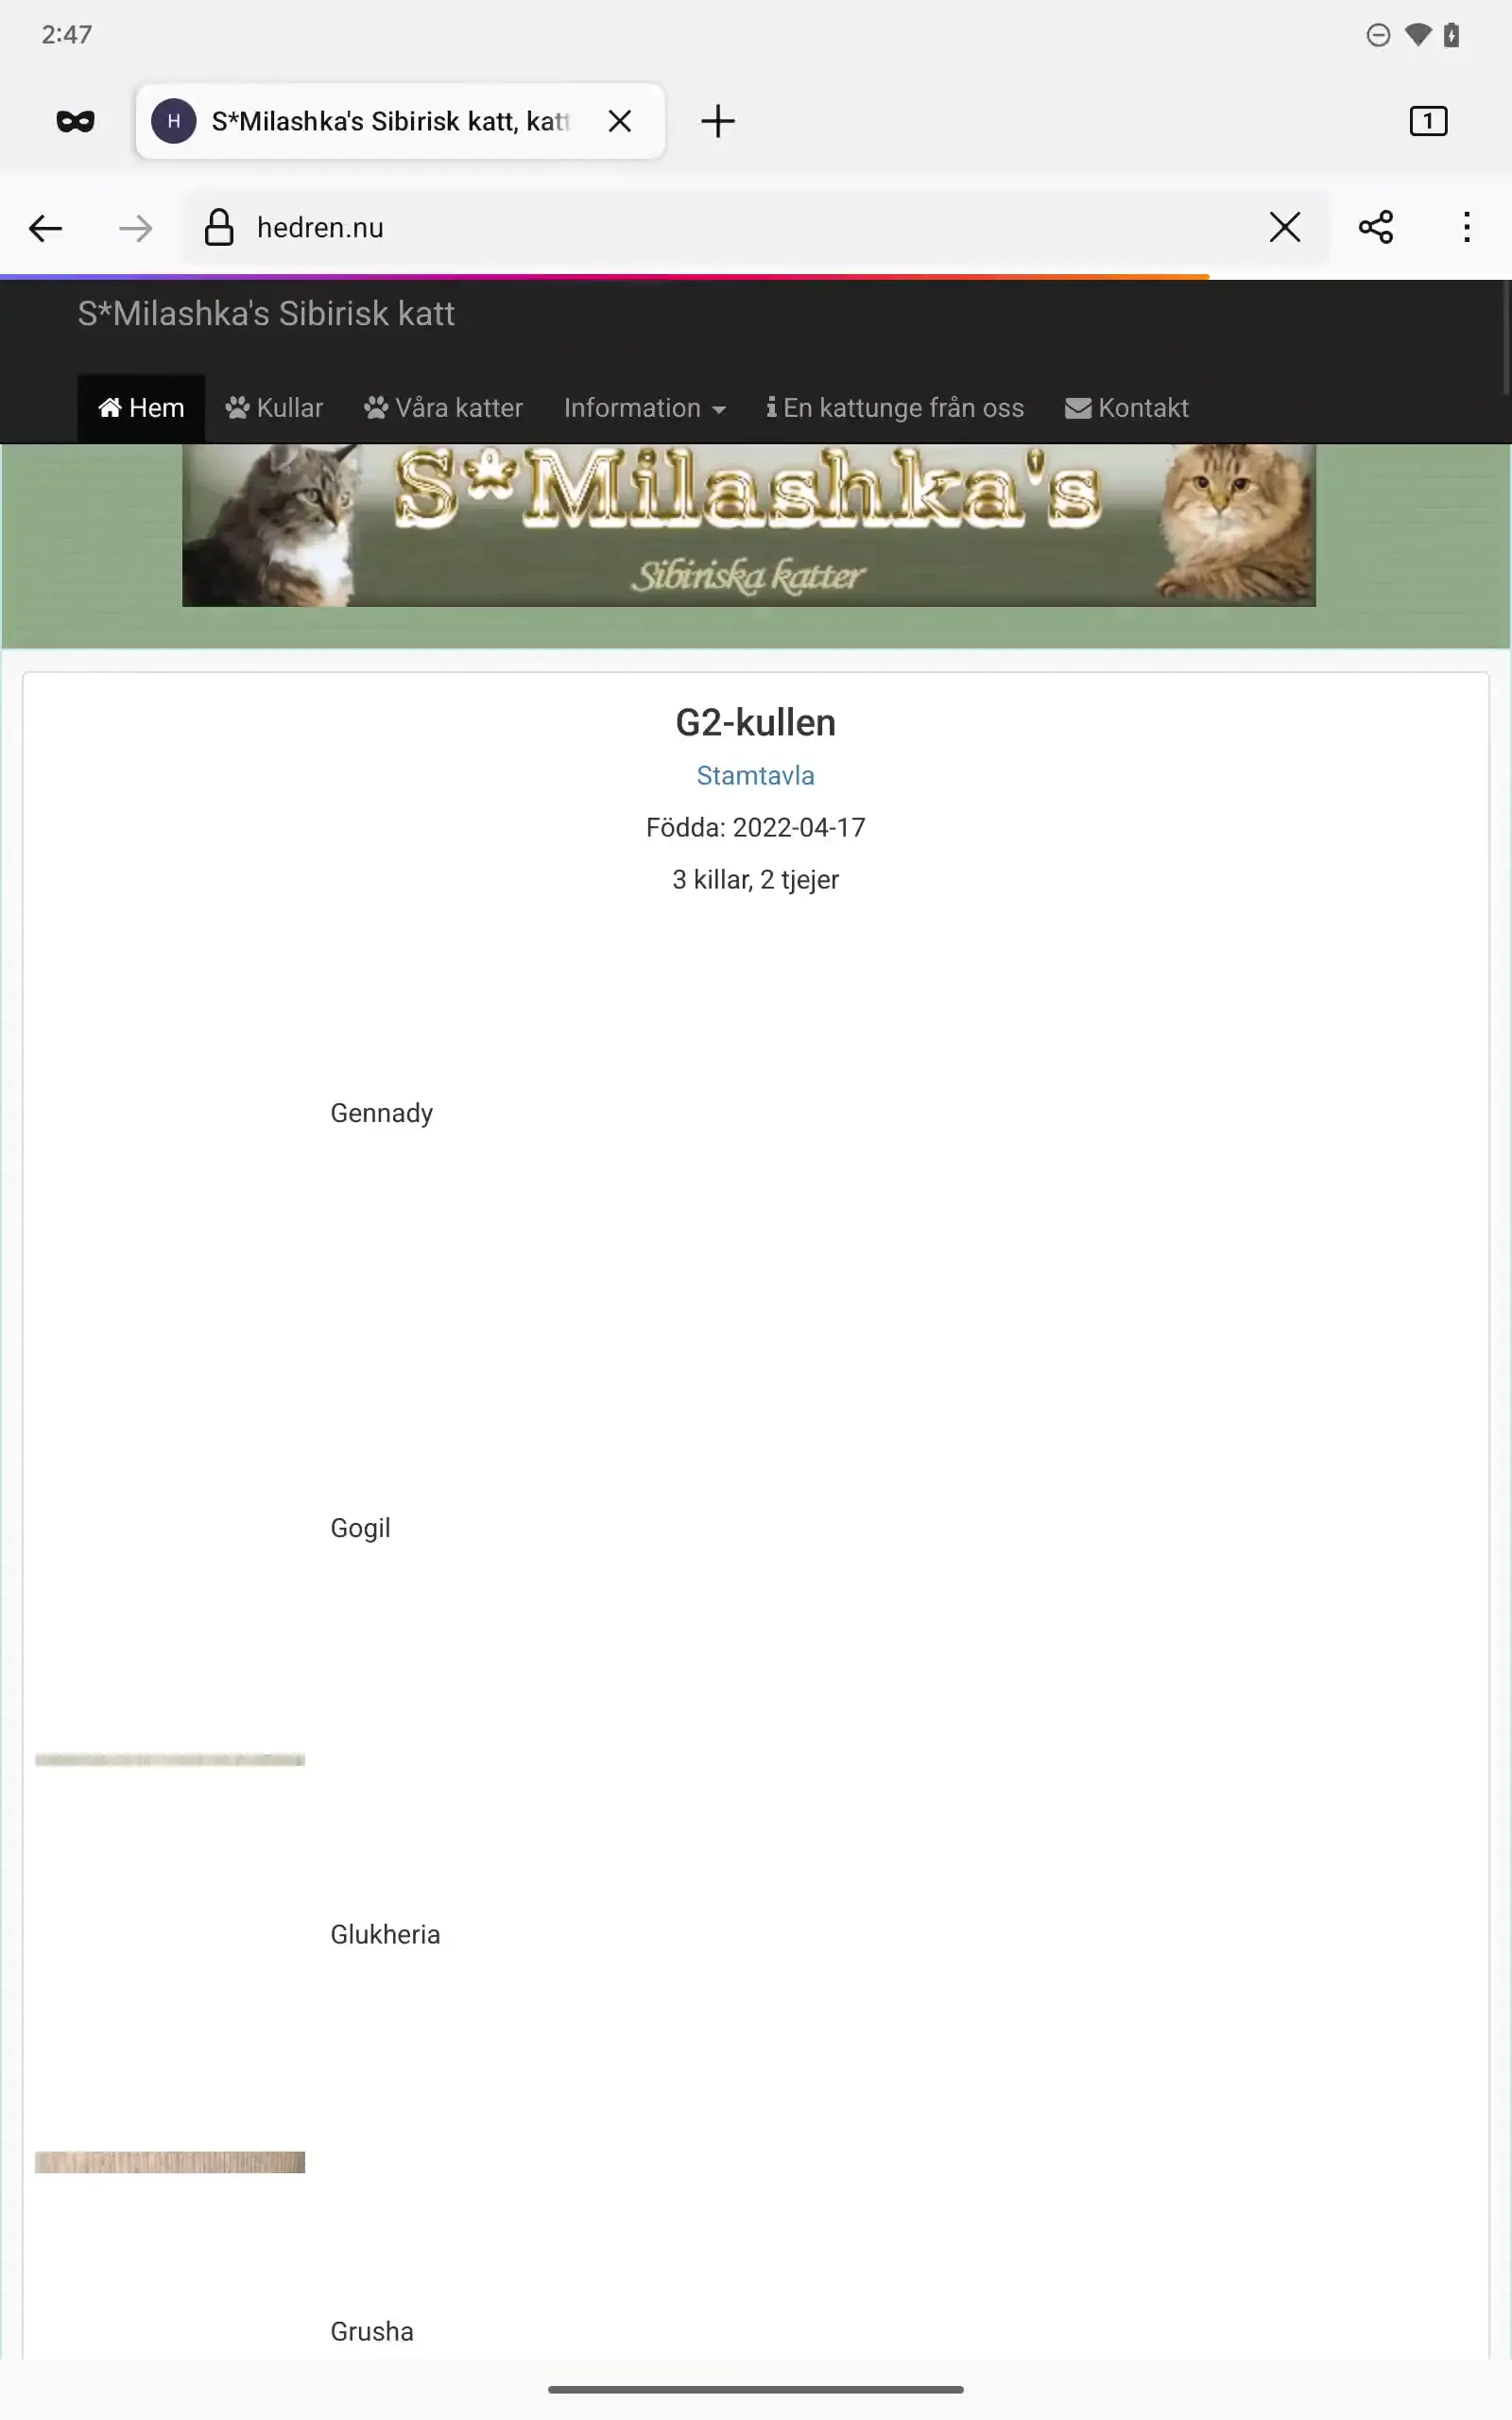 2:47
H S*Milashka's Sibirisk katt, katt
1
hedren.nu
S*Milashka's Sibirisk katt
Hem Kullar Våra katter Information En kattunge från oss Kontakt
S*Milashka's
Sibiriska katter
G2-kullen
Stamtavla
Födda: 2022-04-17
3 killar, 2 tjejer
Gennady
Gogil
Glukheria
Grusha